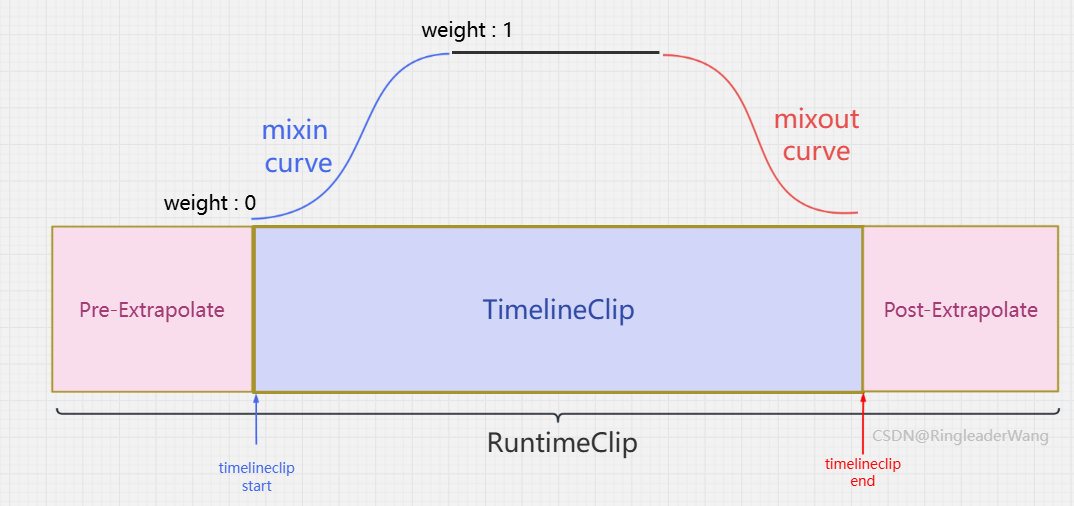 weight : 1
mixin
curve
mixout
curve
weight : 0
Pre-Extrapolate
TimelineClip
Post-Extrapolate
RuntimeClip
CSDN@RingleaderWang
timelineclip
start
timelineclip
end